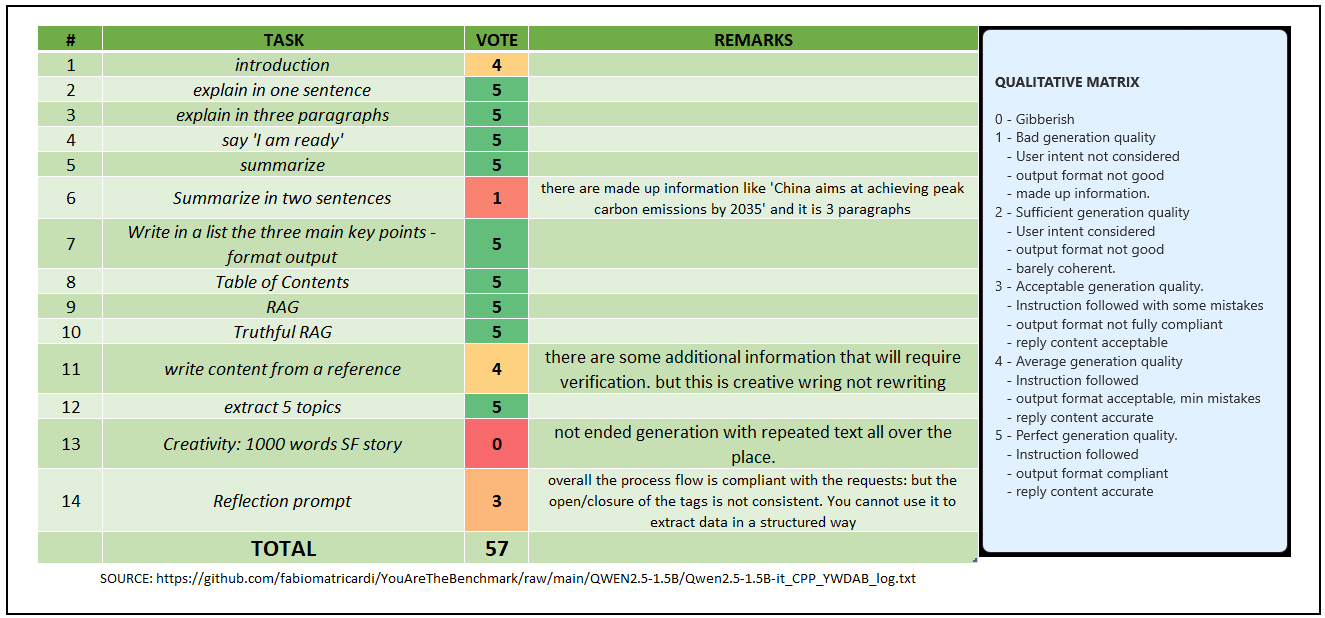 # TASK VOTE REMARKS
1 introduction 4
2 explain in one sentence 5
3 explain in three paragraphs 5
4 say 'I am ready' 5
5 summarize 5
6 Summarize in two sentences 1 there are made up information like 'China aims at achieving peak
carbon emissions by 2035' and it is 3 paragraphs
7 Write in a list the three main key points -
format output 5
8 Table of Contents 5
9 RAG 5
10 Truthful RAG 5
11 write content from a reference 4 there are some additional information that will require
verification. but this is creative wring not rewriting
12 extract 5 topics 5
13 Creativity: 1000 words SF story 0 not ended generation with repeated text all over the
place.
14 Reflection prompt 3 overall the process flow is compliant with the requests: but the
open/closure of the tags is not consistent. You cannot use it to
extract data in a structured way
TOTAL 57
QUALITATIVE MATRIX
0 - Gibberish
1 - Bad generation quality
- User intent not considered
- output format not good
- made up information.
2 - Sufficient generation quality
- User intent considered
- output format not good
- barely coherent.
3 - Acceptable generation quality.
- Instruction followed with some mistakes
- output format not fully compliant
- reply content acceptable
4 - Average generation quality
- Instruction followed
- output format acceptable, min mistakes
- reply content accurate
5 - Perfect generation quality.
- Instruction followed
- output format compliant
- reply content accurate
SOURCE: https://github.com/fabiomatricardi/YouAreTheBenchmark/raw/main/QWEN2.5-1.5B/Qwen2.5-1.5B-it_CPP_YWDAB_log.txt